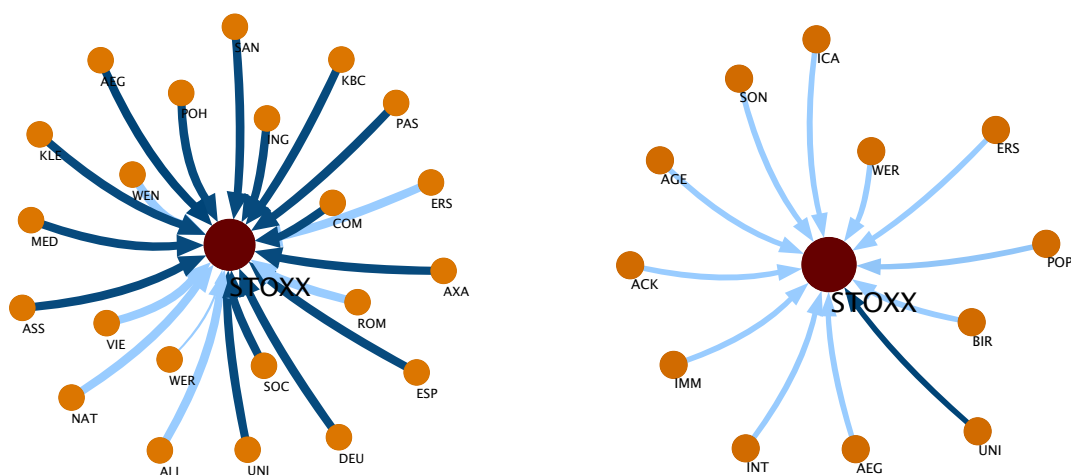 SAN
AEG
KBC
POH
PAS
ING
KLE
WEN
ERS
COM
MED
STOXX
AXA
ASS
ROM
VIE
WER
SOC
ESP
NAT
DEU
UNI
ICA
SON
ERS
WER
AGE
POP
ACK
STOXX
BIR
IMM
UNI
INT
AEG